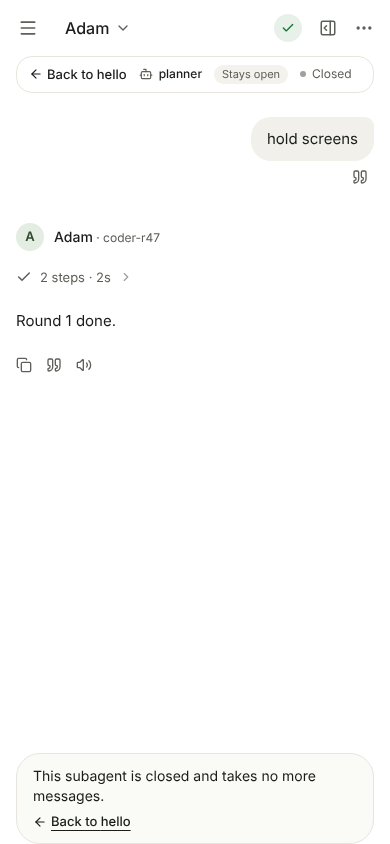 Adam
Back to hello planner Stays open Closed
hold screens
A Adam · coder-r47
2 steps · 2s
Round 1 done.
This subagent is closed and takes no more
messages.
Back to hello